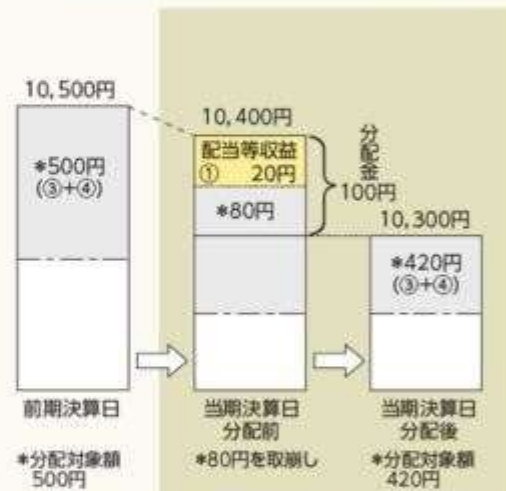 10,500円
*500円
(③+④)
前期決算日
*分配対象額
500円
10,400円
配当等収益
① 20円
*80円
分配金
100円
当期決算日
分配前
*80円を取崩し
10,300円
*420円
(③+④)
当期決算日
分配後
*分配対象額
420円